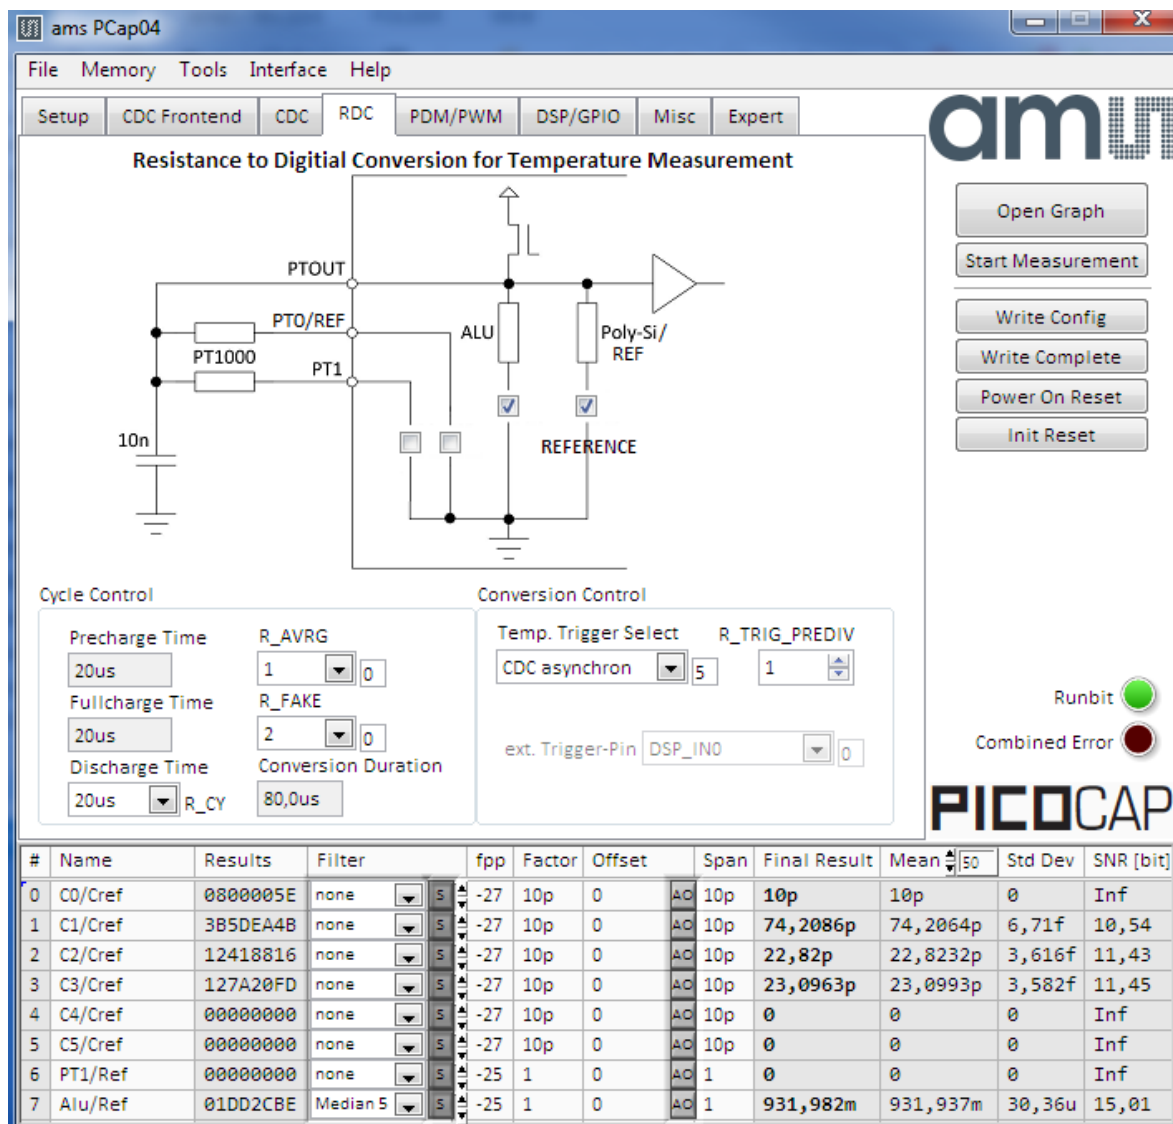 ams PCap04
File Memory Tools Interface Help
Setup CDC Frontend CDC RDC PDM/PWM DSP/GPIO Misc Expert
amu
Resistance to Digitial Conversion for Temperature Measurement
Open Graph
Start Measurement
Write Config
Write Complete
Power On Reset
Init Reset
PTOUT
PT0/REF
PT1000
PT1
10n
ALU
Poly-Si/
REF
REFERENCE
Cycle Control
Precharge Time R_AVRG
20us 1 0
Fullcharge Time R_FAKE
20us 2 0
Discharge Time Conversion Duration
20us R_CY 80,0us
Conversion Control
Temp. Trigger Select R_TRIG_PREDIV
CDC asynchron 5 1
ext. Trigger-Pin DSP_IN0 0
Runbit
Combined Error
PICOCAP
# Name Results Filter fpp Factor Offset Span Final Result Mean 50 Std Dev SNR [bit]
0 C0/Cref 0800005E none S -27 10p 0 AO 10p 10p 10p 0 Inf
1 C1/Cref 3B5DEA4B none S -27 10p 0 AO 10p 74,2086p 74,2064p 6,71f 10,54
2 C2/Cref 12418816 none S -27 10p 0 AO 10p 22,82p 22,8232p 3,616f 11,43
3 C3/Cref 127A20FD none S -27 10p 0 AO 10p 23,0963p 23,0993p 3,582f 11,45
4 C4/Cref 00000000 none S -27 10p 0 AO 10p 0 0 0 Inf
5 C5/Cref 00000000 none S -27 10p 0 AO 10p 0 0 0 Inf
6 PT1/Ref 00000000 none S -25 1 0 AO 1 0 0 0 Inf
7 Alu/Ref 01DD2CBE Median 5 S -25 1 0 AO 1 931,982m 931,937m 30,36u 15,01